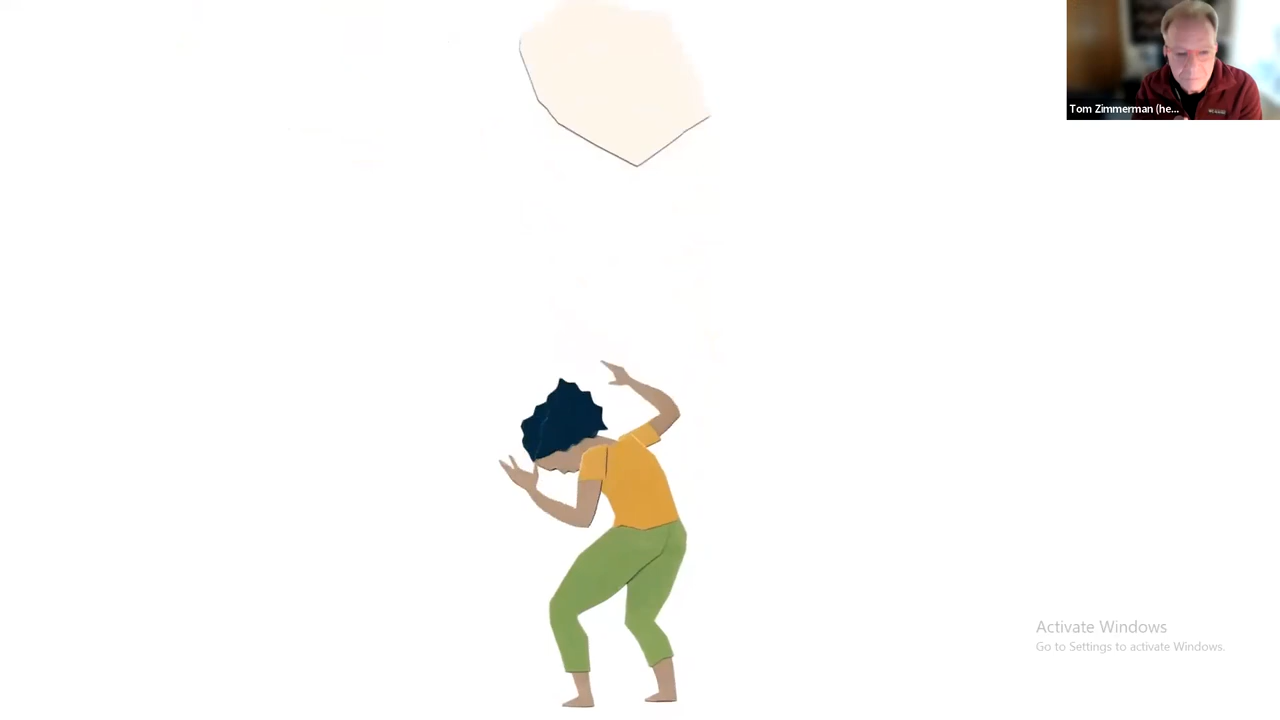 Tom Zimmerman (he...
Activate Windows
Go to Settings to activate Windows.